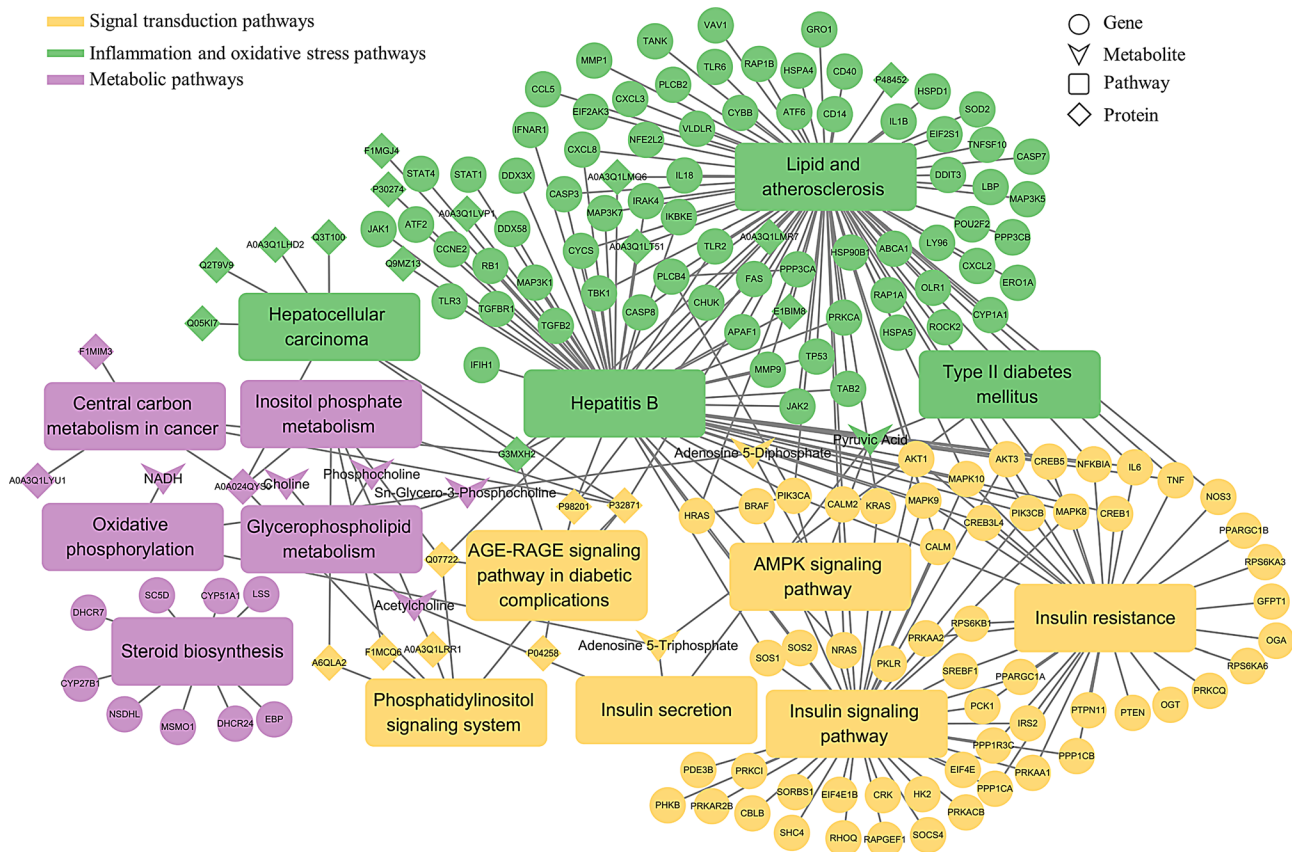 Signal transduction pathways
Inflammation and oxidative stress pathways
Metabolic pathways
Gene
Metabolite
Pathway
Protein
VAV1
GRO1
TANK
MMP1
TLR6
RAP1B
HSPA4
CD40
P48452
CCL5
PLCB2
HSPD1
CXCL3
CYBB
ATF6
CD14
SOD2
EIF2AK3
IL1B
IFNAR1
VLDLR
EIF2S1
NFE2L2
TNFSF10
F1MGJ4
CXCL8
CASP7
STAT4
STAT1
DDX3X
Lipid and
atherosclerosis
P30274
A0A3Q1LMQ6
IL18
DDIT3
LBP
MAP3K5
CASP3
IRAK4
A0A3Q1LVP1
MAP3K7
IKBKE
POU2F2
PPP3CB
JAK1
ATF2
DDX58
Q3T100
A0A3Q1LHD2
CCNE2
A0A3Q1LT51
TLR2
A0A3Q1LMR7
HSP90B1
ABCA1
LY96
CYCS
CXCL2
Q2T9V9
Q9MZ13
RB1
PLCB4
FAS
PPP3CA
ERO1A
MAP3K1
TBK1
OLR1
RAP1A
TLR3
TGFBR1
CHUK
CASP8
E1BIM8
PRKCA
CYP1A1
Hepatocellular
carcinoma
Q05KI7
TGFB2
APAF1
HSPA5
ROCK2
F1MIM3
IFIH1
TP53
MMP9
Type II diabetes
mellitus
TAB2
Central carbon
metabolism in cancer
Inositol phosphate
metabolism
Hepatitis B
JAK2
Pyruvic Acid
G3MXH2
Adenosine 5-Diphosphate
AKT1
AKT3
CREB5
NFKBIA
IL6
TNF
A0A3Q1LYU1
NADH
Choline
Phosphocholine
MAPK10
Sn-Glycero-3-Phosphocholine
PIK3CA
NOS3
P98201
P32871
HRAS
BRAF
CALM2
KRAS
MAPK9
PIK3CB
MAPK8
CREB1
CREB3L4
Oxidative
phosphorylation
Glycerophospholipid
metabolism
PPARGC1B
CALM
Q07722
AGE-RAGE signaling
pathway in diabetic
complications
AMPK signaling
pathway
RPS6KA3
SC5D
CYP51A1
LSS
GFPT1
DHCR7
Acetylcholine
Insulin resistance
RPS6KB1
PRKAA2
OGA
Steroid biosynthesis
F1MCQ6
A0A3Q1LRR1
P04258
Adenosine 5-Triphosphate
SOS1
SOS2
NRAS
A6QLA2
PKLR
SREBF1
PPARGC1A
RPS6KA6
CYP27B1
PRKCQ
PTPN11
PTEN
OGT
NSDHL
MSMO1
DHCR24
EBP
Phosphatidylinositol
signaling system
Insulin secretion
Insulin signaling
pathway
PCK1
IRS2
PPP1R3C
PPP1CB
PDE3B
PRKCI
EIF4E
PRKAA1
PPP1CA
PHKB
PRKAR2B
SORBS1
EIF4E1B
CRK
HK2
CBLB
PRKACB
SHC4
RHOQ
RAPGEF1
SOCS4